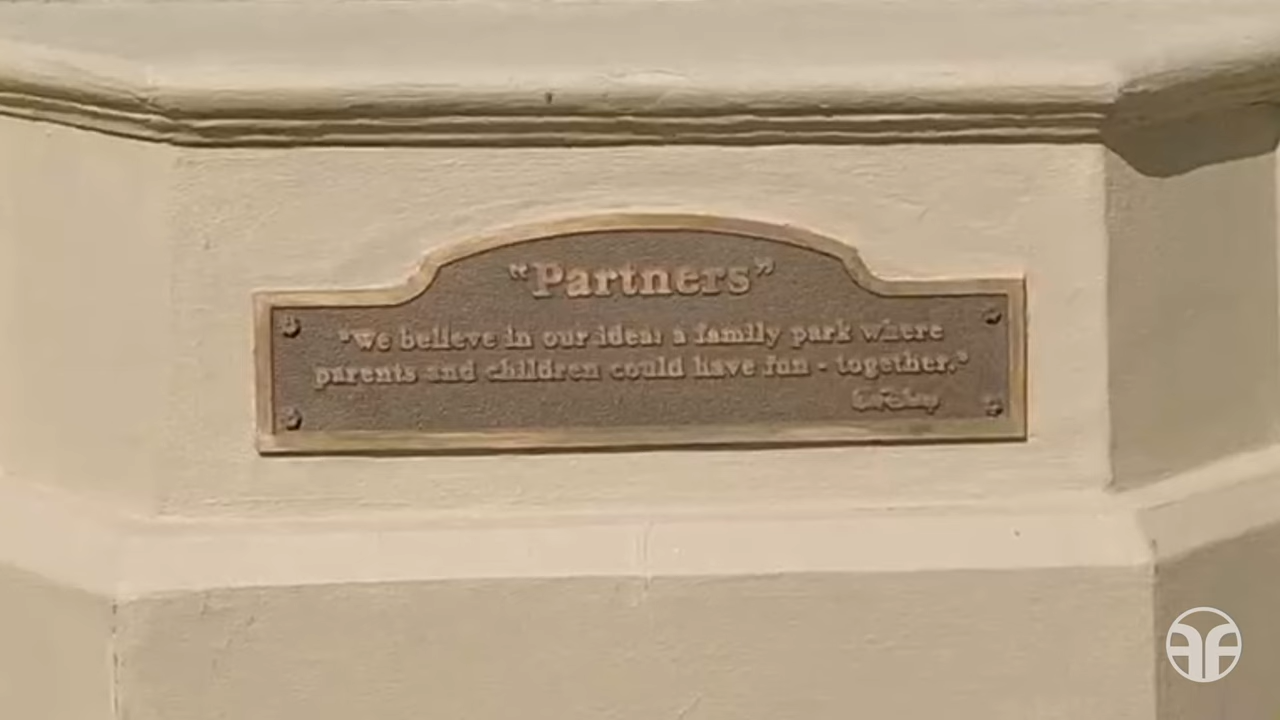 “Partners”
"We believe in our idea: a family park where
parents and children could have fun - together."